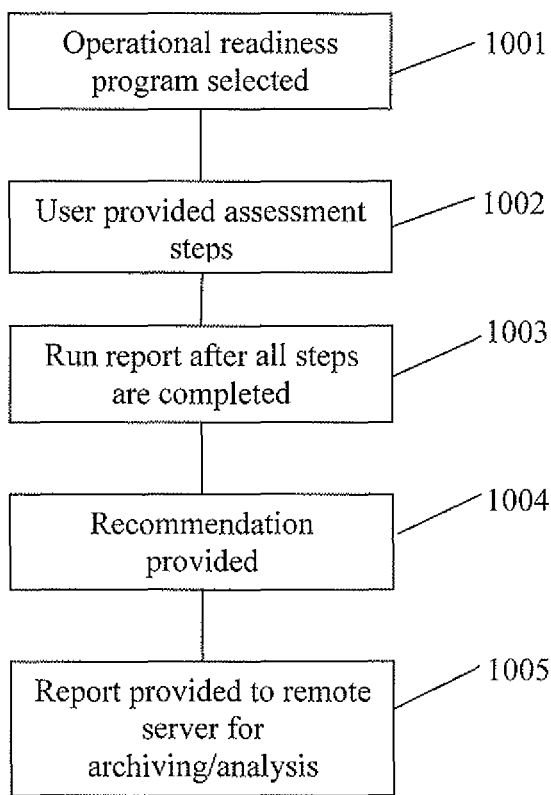 Operational readiness
program selected
1001
User provided assessment
steps
1002
Run report after all steps
are completed
1003
Recommendation
provided
1004
Report provided to remote
server for
archiving/analysis
1005